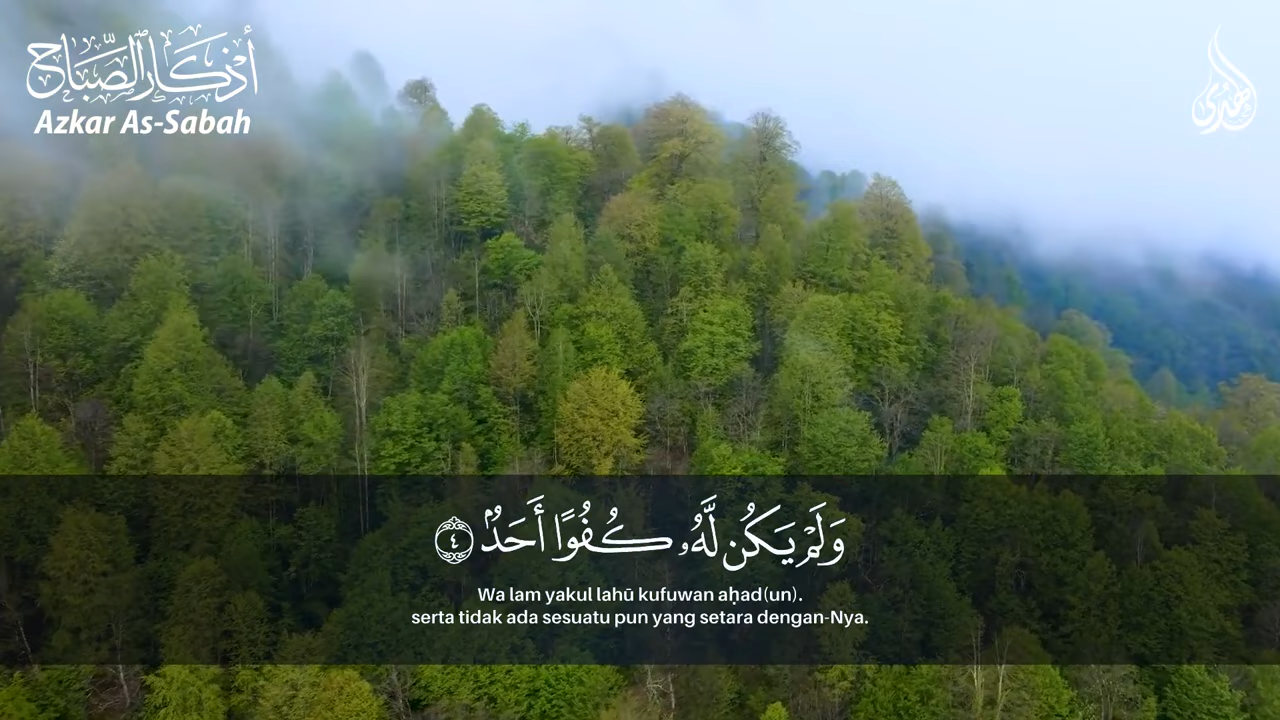 أذكار الصباح
Azkar As-Sabah
الهدى
وَلَمْ يَكُن لَّهُۥ كُفُوًا أَحَدٌۢ ٤
Wa lam yakul lahū kufuwan aḥad(un).
serta tidak ada sesuatu pun yang setara dengan-Nya.